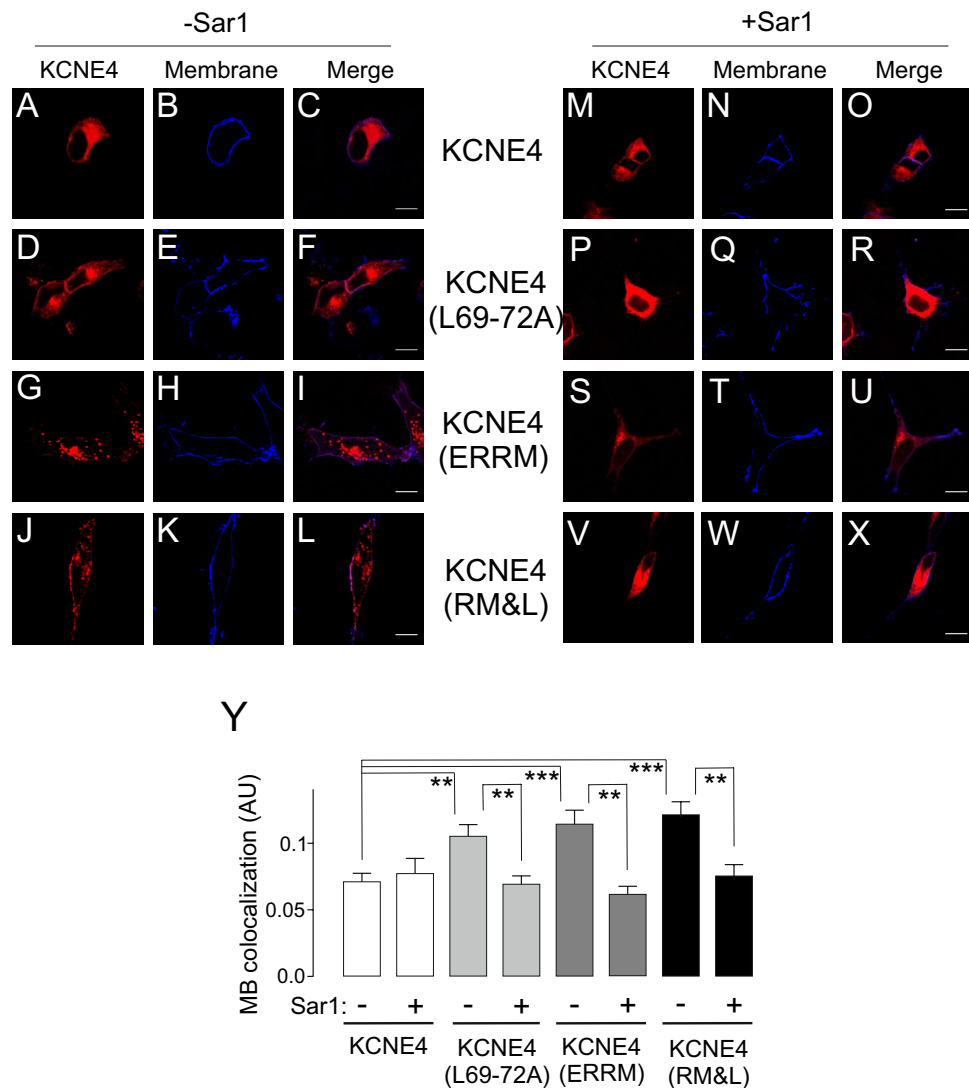 -Sar1
+Sar1
KCNE4 Membrane Merge
KCNE4 Membrane Merge
A B C
KCNE4
M N O
D E F
KCNE4
(L69-72A)
P Q R
G H I
KCNE4
(ERRM)
S T U
J K L
KCNE4
(RM&L)
V W X
Y
MB colocalization (AU)
0.1
0.05
0.0
** ** *** ** *** **
Sar1: - + - + - + - +
KCNE4
KCNE4
(L69-72A)
KCNE4
(ERRM)
KCNE4
(RM&L)